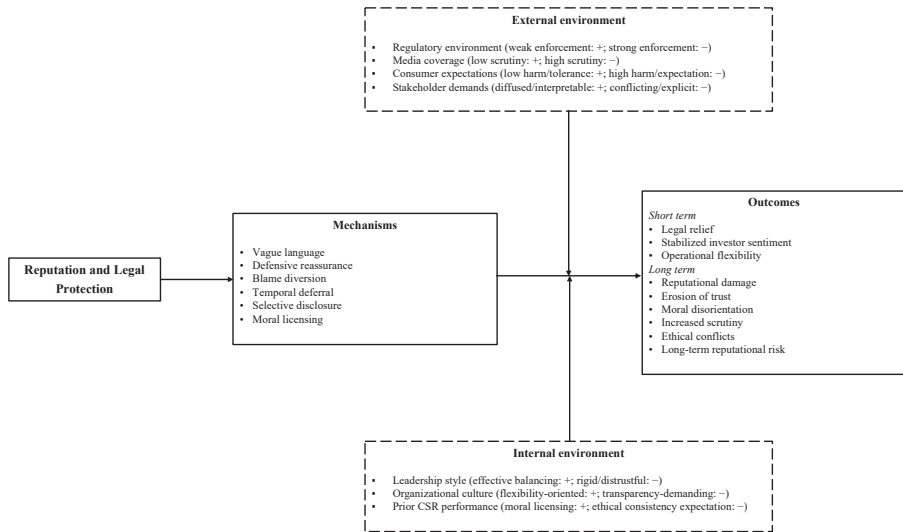 External environment
• Regulatory environment (weak enforcement: +; strong enforcement: −)
• Media coverage (low scrutiny: +; high scrutiny: −)
• Consumer expectations (low harm/tolerance: +; high harm/expectation: −)
• Stakeholder demands (diffused/interpretable: +; conflicting/explicit: −)
Reputation and Legal
Protection
Mechanisms
• Vague language
• Defensive reassurance
• Blame diversion
• Temporal deferral
• Selective disclosure
• Moral licensing
Outcomes
Short term
• Legal relief
• Stabilized investor sentiment
• Operational flexibility
Long term
• Reputational damage
• Erosion of trust
• Moral disorientation
• Increased scrutiny
• Ethical conflicts
• Long-term reputational risk
Internal environment
• Leadership style (effective balancing: +; rigid/distrustful: −)
• Organizational culture (flexibility-oriented: +; transparency-demanding: −)
• Prior CSR performance (moral licensing: +; ethical consistency expectation: −)